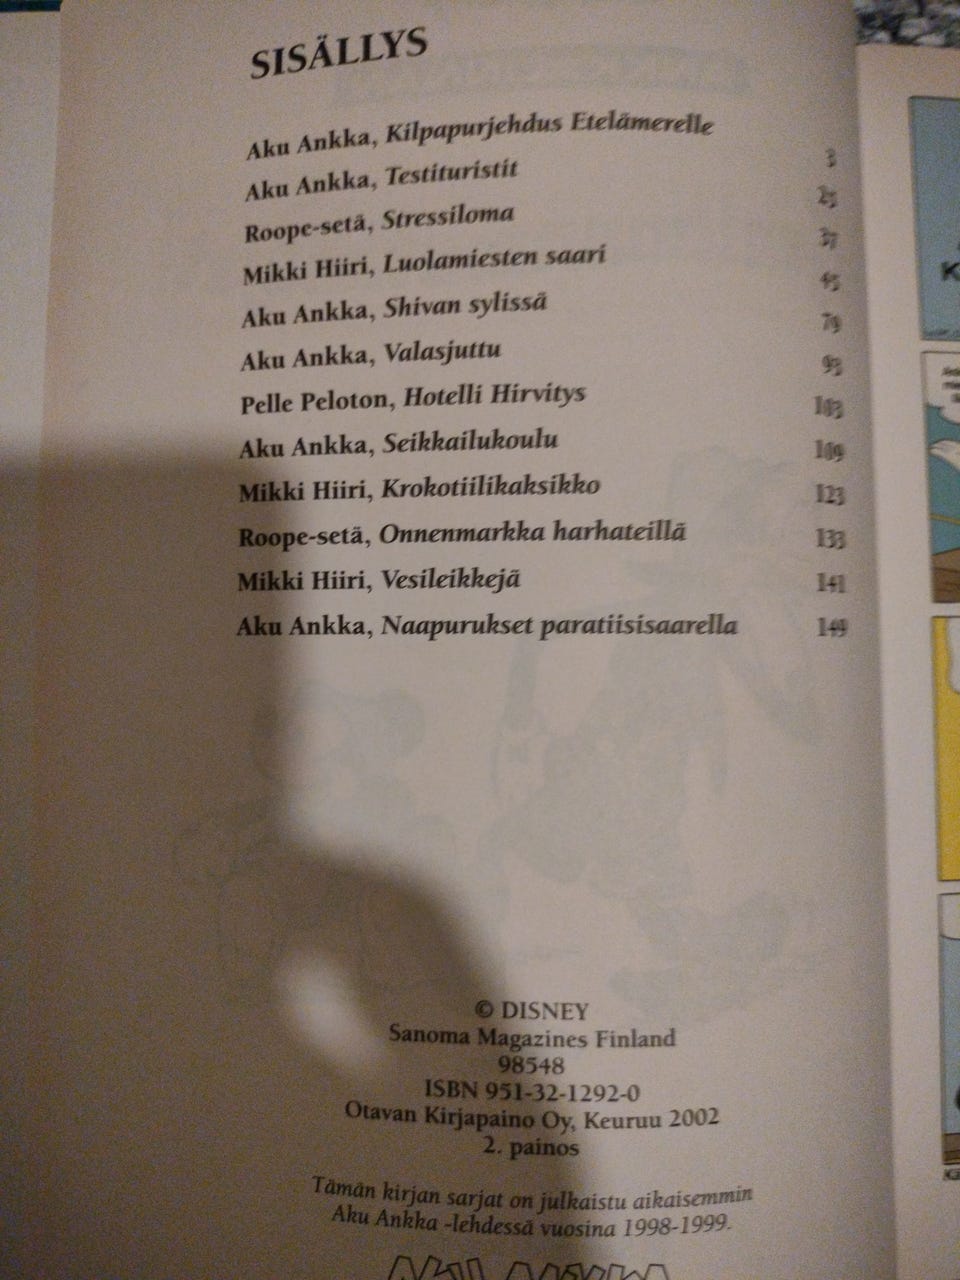 SISÄLLYS
Aku Ankka, Kilpapurjehdus Etelämerelle 3
Aku Ankka, Testituristit 25
Roope-setä, Stressiloma 37
Mikki Hiiri, Luolamiesten saari 45
Aku Ankka, Shivan sylissä 79
Aku Ankka, Valasjuttu 93
Pelle Peloton, Hotelli Hirvitys 103
Aku Ankka, Seikkailukoulu 109
Mikki Hiiri, Krokotiilikaksikko 123
Roope-setä, Onnenmarkka harhateillä 133
Mikki Hiiri, Vesileikkejä 141
Aku Ankka, Naapurukset paratiisisaarella 149
© DISNEY
Sanoma Magazines Finland
98548
ISBN 951-32-1292-0
Otavan Kirjapaino Oy, Keuruu 2002
2. painos
Tämän kirjan sarjat on julkaistu aikaisemmin
Aku Ankka -lehdessä vuosina 1998-1999.
AKU ANKKA